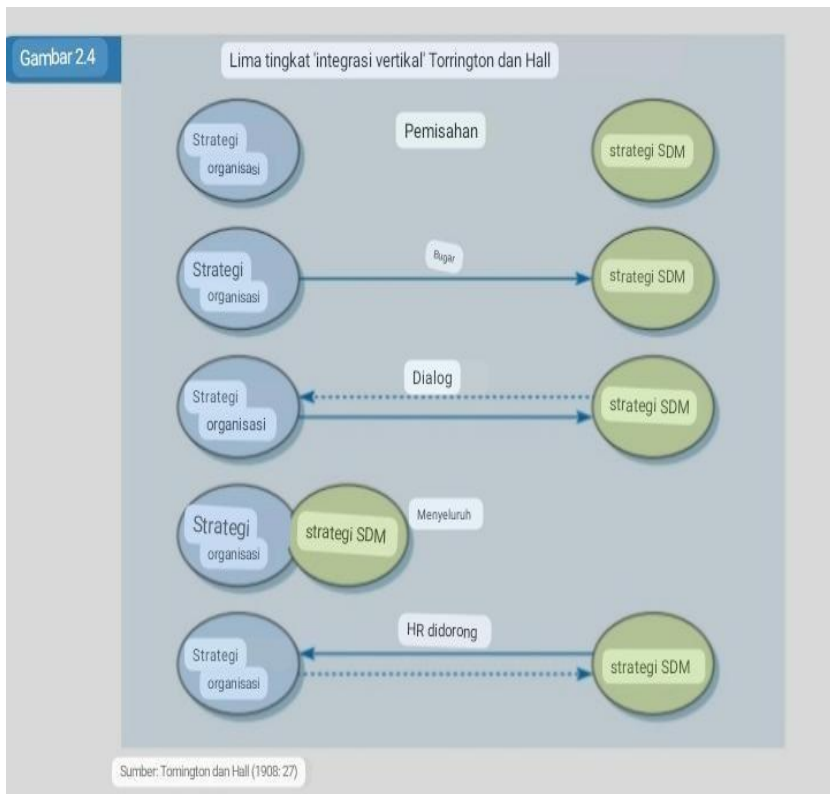 Gambar 2.4
Lima tingkat 'integrasi vertikal' Torrington dan Hall
Strategi
organisasi
Pemisahan
strategi SDM
Strategi
organisasi
Bugar
strategi SDM
Strategi
organisasi
Dialog
strategi SDM
Strategi
organisasi
strategi SDM
Menyeluruh
Strategi
organisasi
HR didorong
strategi SDM
Sumber: Tornington dan Hall (1908: 27)